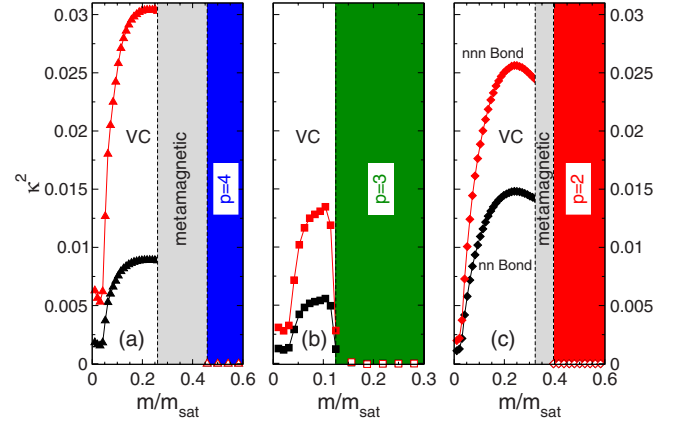 κ²
0.03
0.025
0.02
0.015
0.01
0.005
0
VC
metamagnetic
p=4
(a)
0 0.2 0.4 0.6
m/m_sat
VC
p=3
(b)
0 0.1 0.2 0.3
m/m_sat
nnn Bond
VC
nn Bond
metamagnetic
p=2
(c)
0 0.2 0.4 0.6
m/m_sat
0.03
0.025
0.02
0.015
0.01
0.005
0